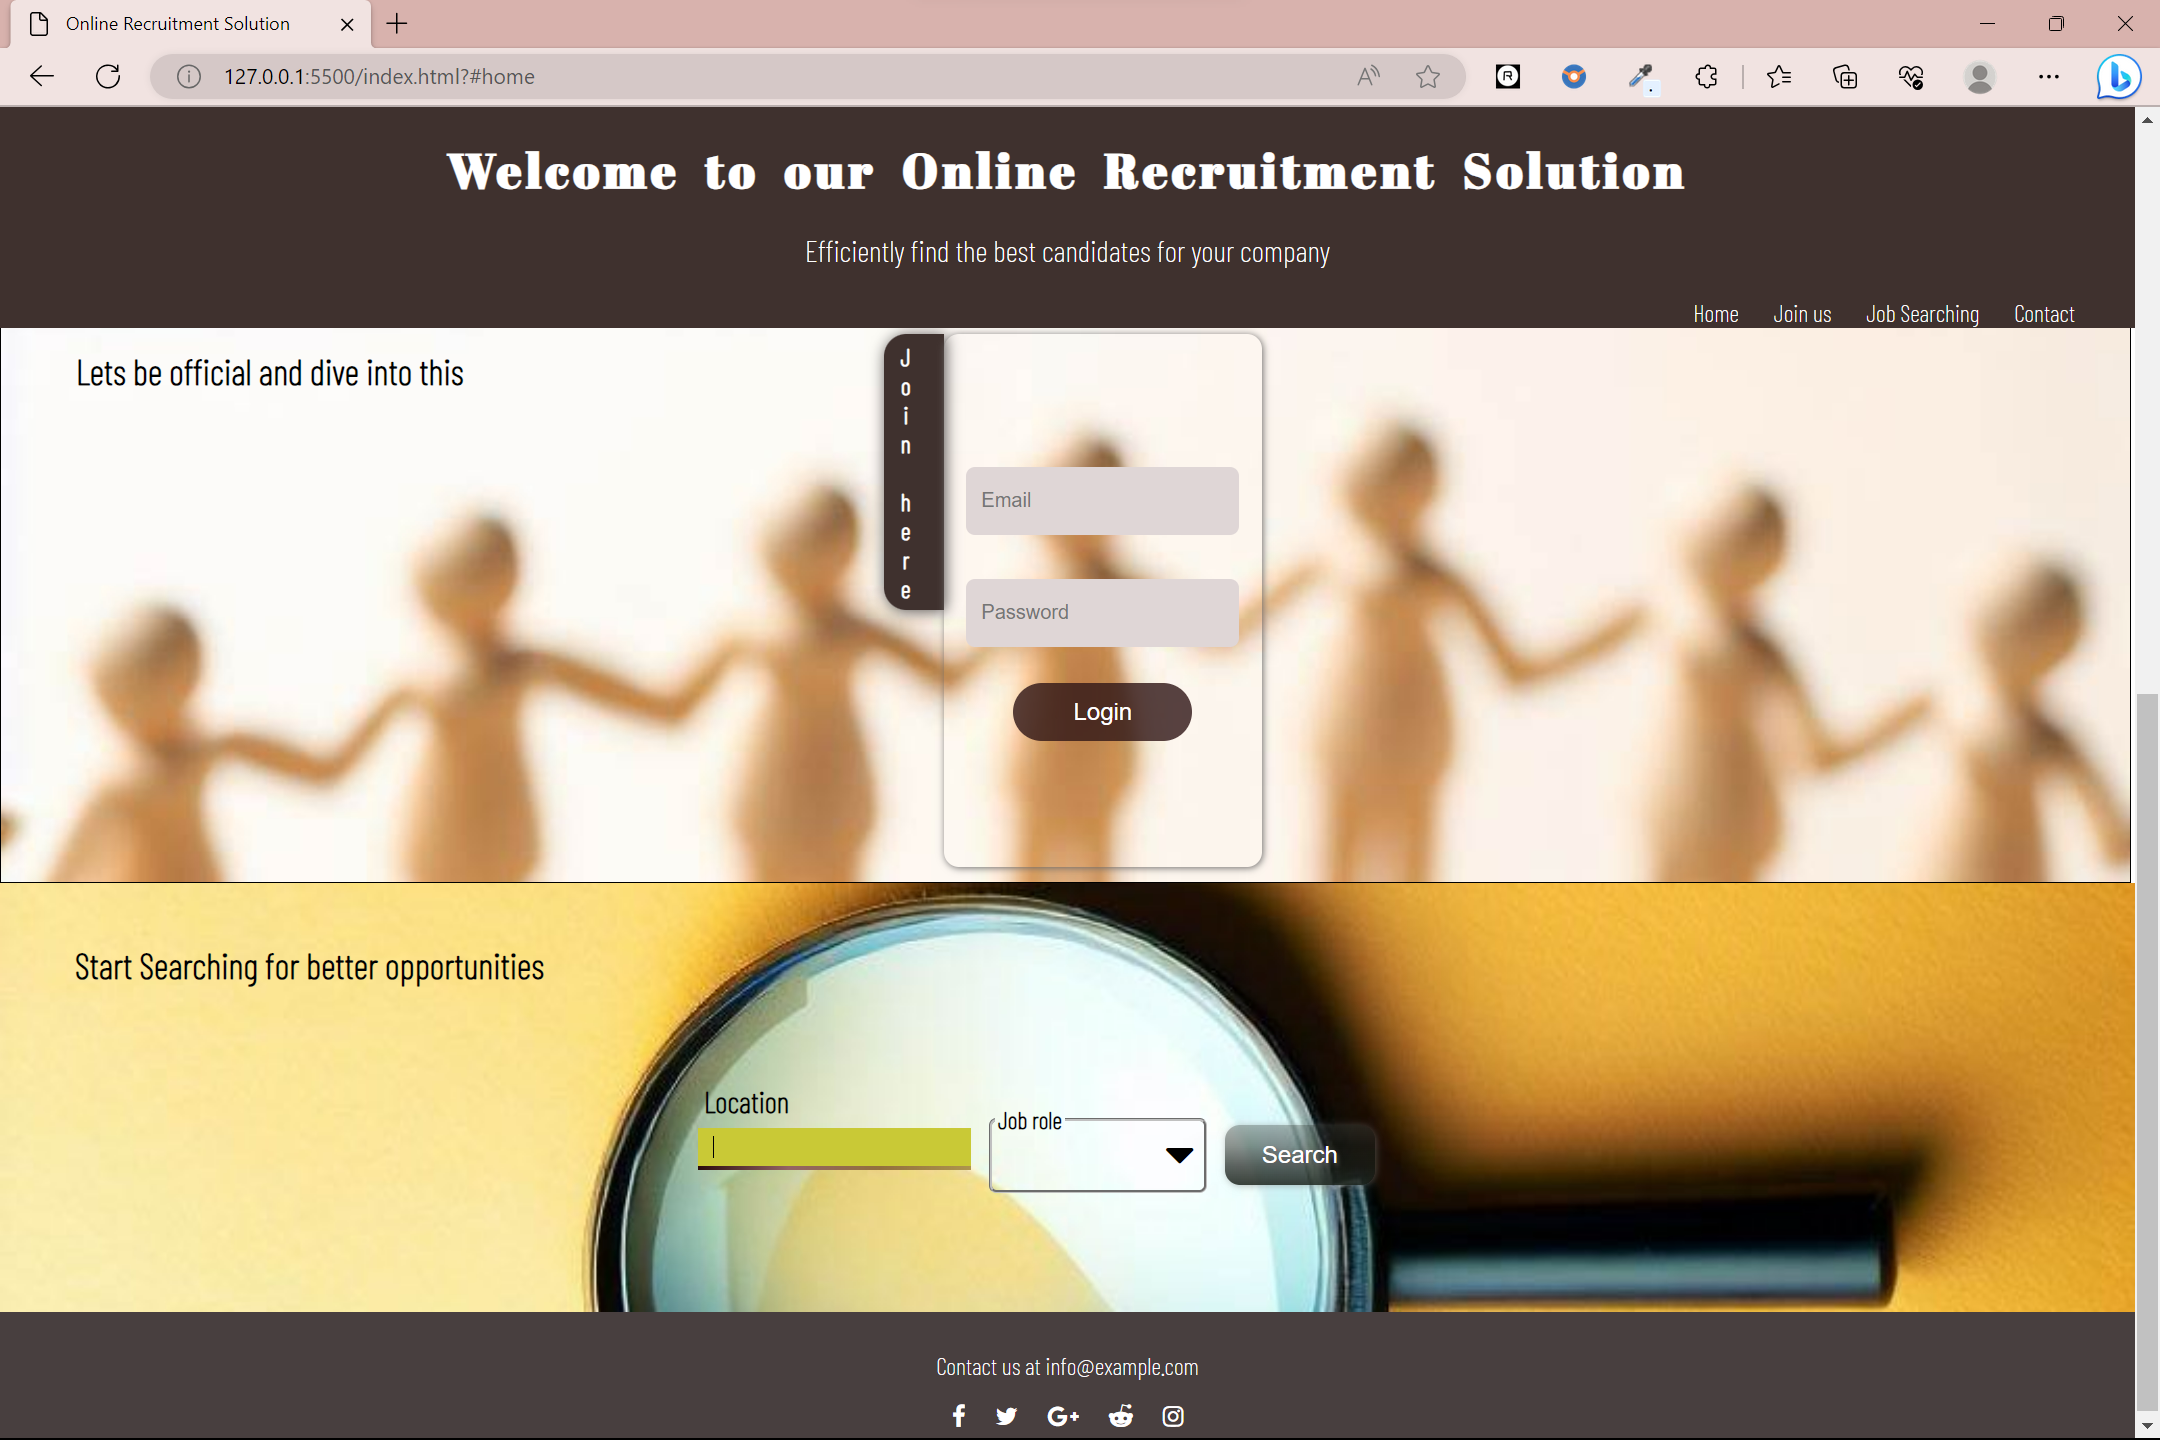 Online Recruitment Solution
127.0.0.1:5500/index.html?#home
Welcome to our Online Recruitment Solution
Efficiently find the best candidates for your company
Home Join us Job Searching Contact
Lets be official and dive into this
Join here
Email
Password
Login
Start Searching for better opportunities
Location
Job role
Search
Contact us at info@example.com